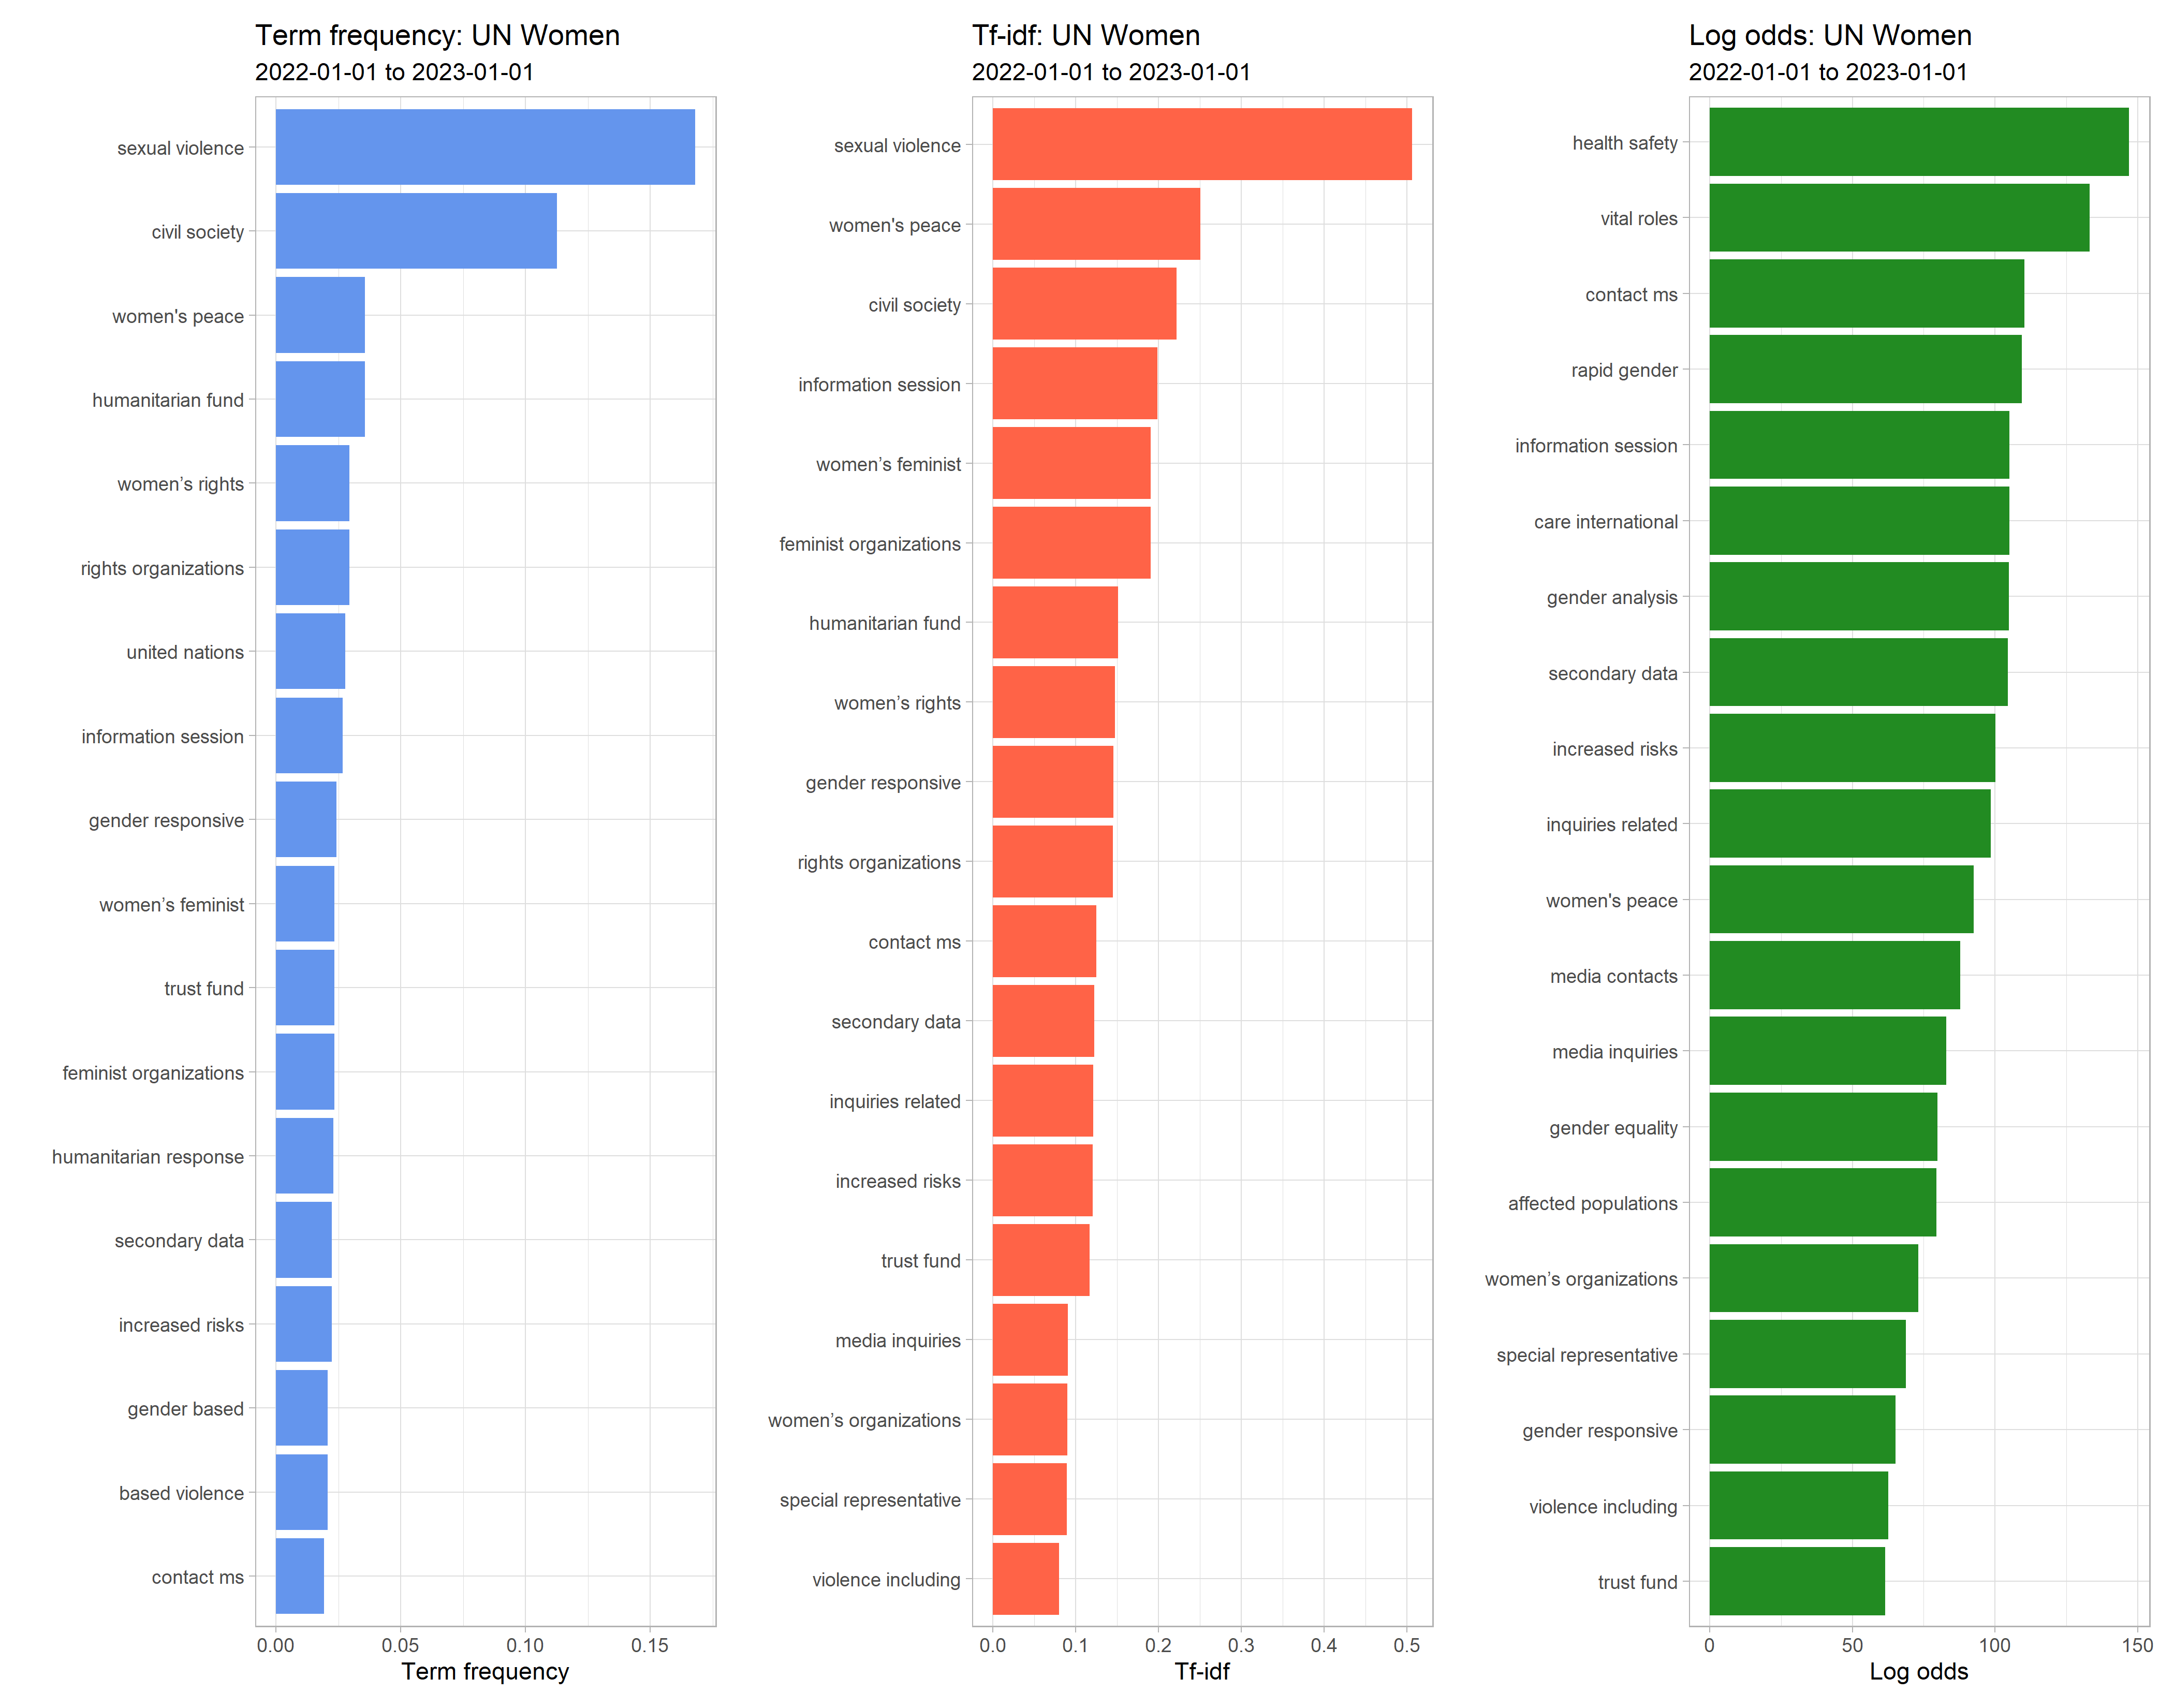 Term frequency: UN Women
2022-01-01 to 2023-01-01
sexual violence
civil society
women's peace
humanitarian fund
women’s rights
rights organizations
united nations
information session
gender responsive
women’s feminist
trust fund
feminist organizations
humanitarian response
secondary data
increased risks
gender based
based violence
contact ms
0.00 0.05 0.10 0.15
Term frequency
Tf-idf: UN Women
2022-01-01 to 2023-01-01
sexual violence
women's peace
civil society
information session
women’s feminist
feminist organizations
humanitarian fund
women’s rights
gender responsive
rights organizations
contact ms
secondary data
inquiries related
increased risks
trust fund
media inquiries
women’s organizations
special representative
violence including
0.0 0.1 0.2 0.3 0.4 0.5
Tf-idf
Log odds: UN Women
2022-01-01 to 2023-01-01
health safety
vital roles
contact ms
rapid gender
information session
care international
gender analysis
secondary data
increased risks
inquiries related
women's peace
media contacts
media inquiries
gender equality
affected populations
women’s organizations
special representative
gender responsive
violence including
trust fund
0 50 100 150
Log odds